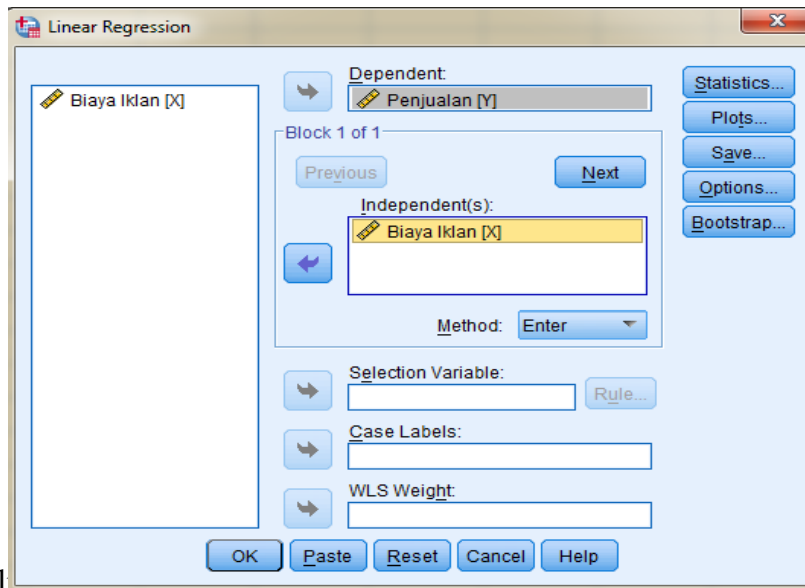 Linear Regression
Biaya Iklan [X]
Dependent:
Penjualan [Y]
Block 1 of 1
Previous
Next
Independent(s):
Biaya Iklan [X]
Method: Enter
Selection Variable:
Rule...
Case Labels:
WLS Weight:
Statistics...
Plots...
Save...
Options...
Bootstrap...
OK Paste Reset Cancel Help